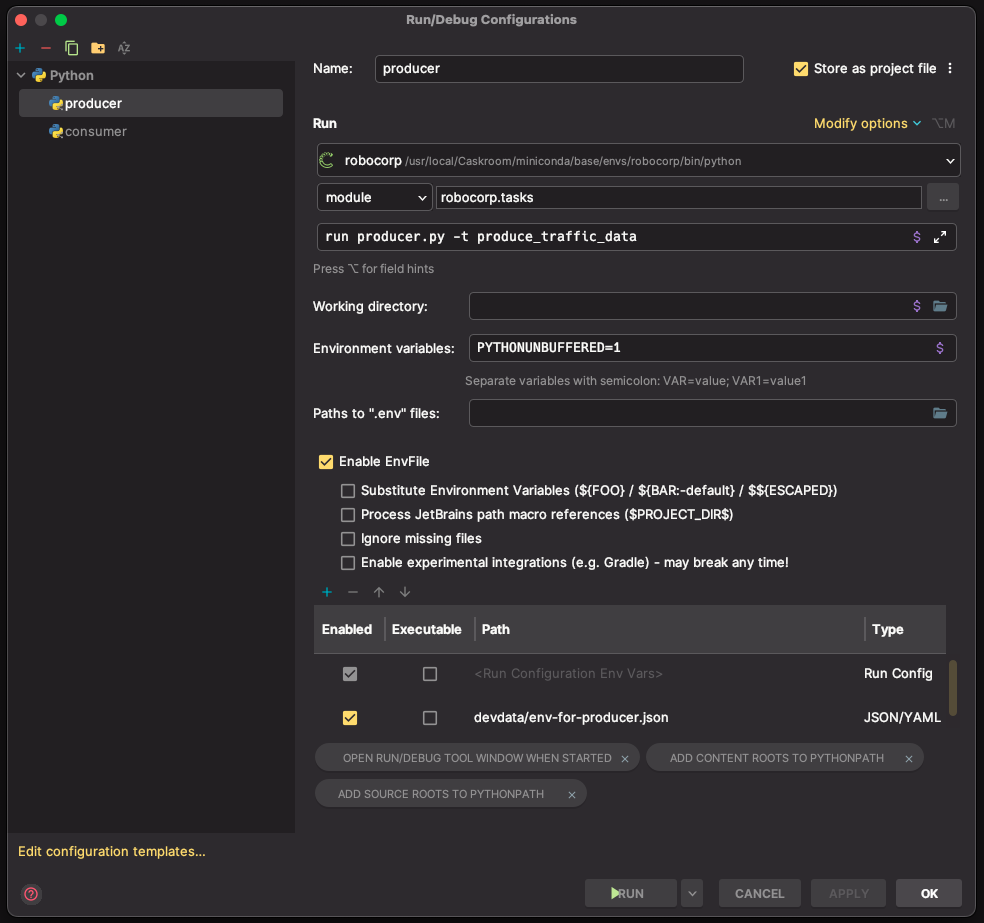 Run/Debug Configurations
Python
producer
consumer
Name: producer Store as project file
Run Modify options ⌥M
robocorp /usr/local/Caskroom/miniconda/base/envs/robocorp/bin/python
module robocorp.tasks ...
run producer.py -t produce_traffic_data $
Press ⌥ for field hints
Working directory: $
Environment variables: PYTHONUNBUFFERED=1 $
Separate variables with semicolon: VAR=value; VAR1=value1
Paths to ".env" files:
Enable EnvFile
Substitute Environment Variables (${FOO} / ${BAR:-default} / $${ESCAPED})
Process JetBrains path macro references ($PROJECT_DIR$)
Ignore missing files
Enable experimental integrations (e.g. Gradle) - may break any time!
Enabled Executable Path Type
<Run Configuration Env Vars> Run Config
devdata/env-for-producer.json JSON/YAML
OPEN RUN/DEBUG TOOL WINDOW WHEN STARTED × ADD CONTENT ROOTS TO PYTHONPATH ×
ADD SOURCE ROOTS TO PYTHONPATH ×
Edit configuration templates...
? RUN CANCEL APPLY OK